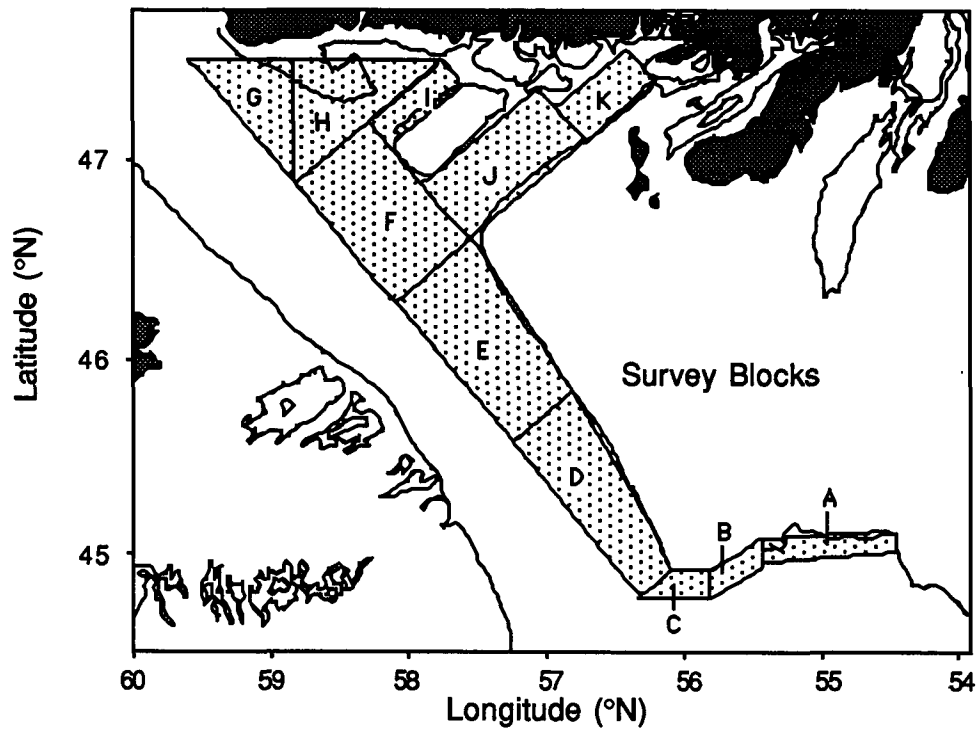 G
H
I
K
47
J
F
Latitude (°N)
46
E
Survey Blocks
D
A
B
45
C
60
59
58
57
56
55
54
Longitude (°N)